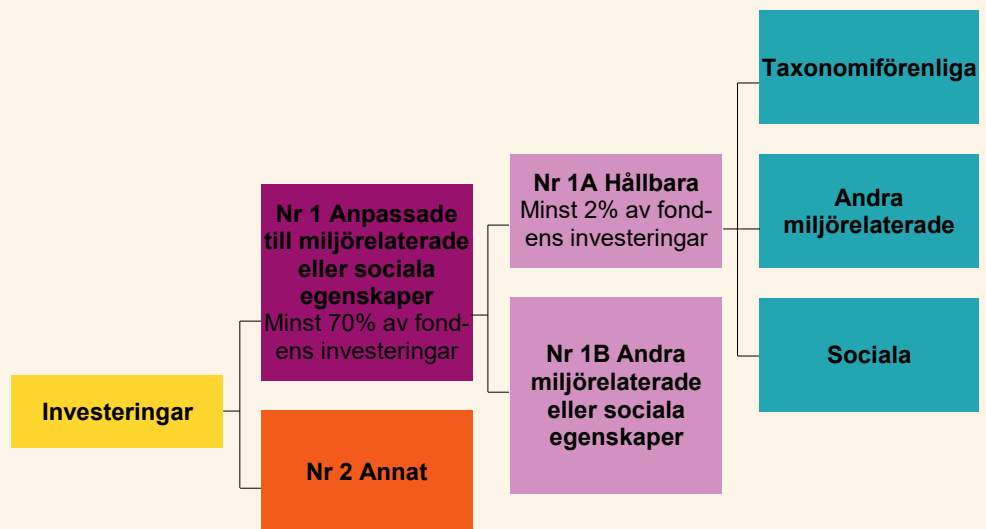 Investeringar
Nr 1 Anpassade
till miljörelaterade
eller sociala
egenskaper
Minst 70% av fond-
ens investeringar
Nr 2 Annat
Nr 1A Hållbara
Minst 2% av fond-
ens investeringar
Nr 1B Andra
miljörelaterade
eller sociala
egenskaper
Taxonomiförenliga
Andra
miljörelaterade
Sociala